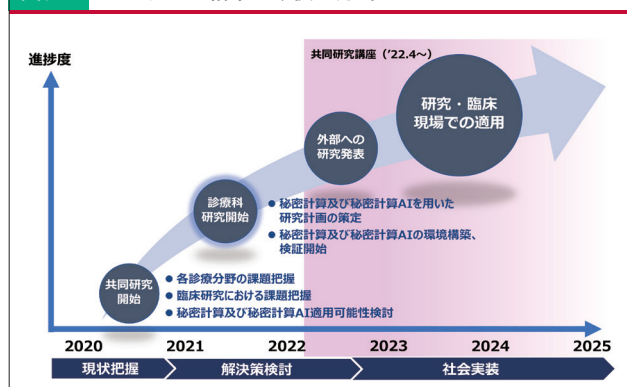 進捗度
共同研究講座（'22.4～）
研究・臨床
現場での適用
外部への
研究発表
診療科
研究開始
● 秘密計算及び秘密計算AIを用いた
研究計画の策定
● 秘密計算及び秘密計算AIの環境構築、
検証開始
共同研究
開始
● 各診療分野の課題把握
● 臨床研究における課題把握
● 秘密計算及び秘密計算AI適用可能性検討
2020 2021 2022 2023 2024 2025
現状把握 解決策検討 社会実装